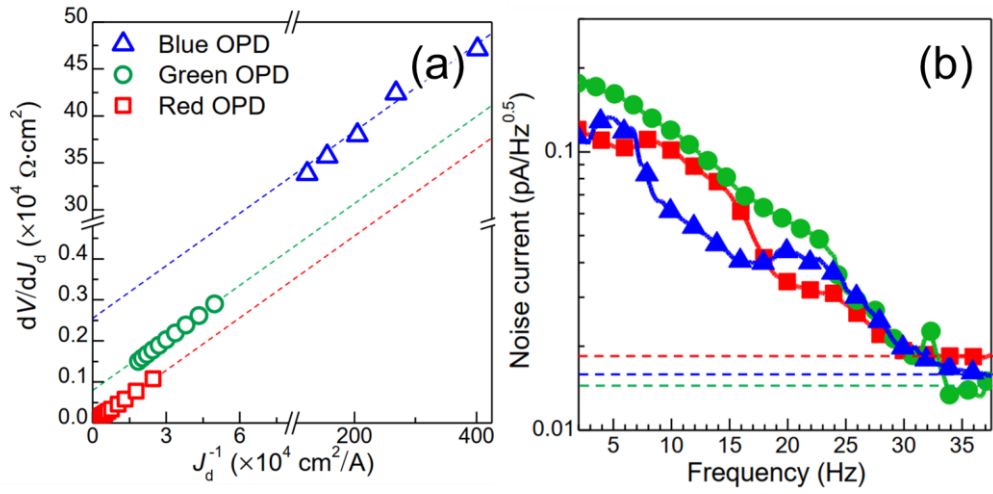 (a)
Blue OPD
Green OPD
Red OPD
dV/dJd (×10⁴ Ω·cm2)
50
45
40
35
30
0.4
0.3
0.2
0.1
0.0
0 3 6 200 400
Jd⁻¹ (×10⁴ cm²/A)
(b)
Noise current (pA/Hz⁰·⁵)
0.1
0.01
5 10 15 20 25 30 35
Frequency (Hz)